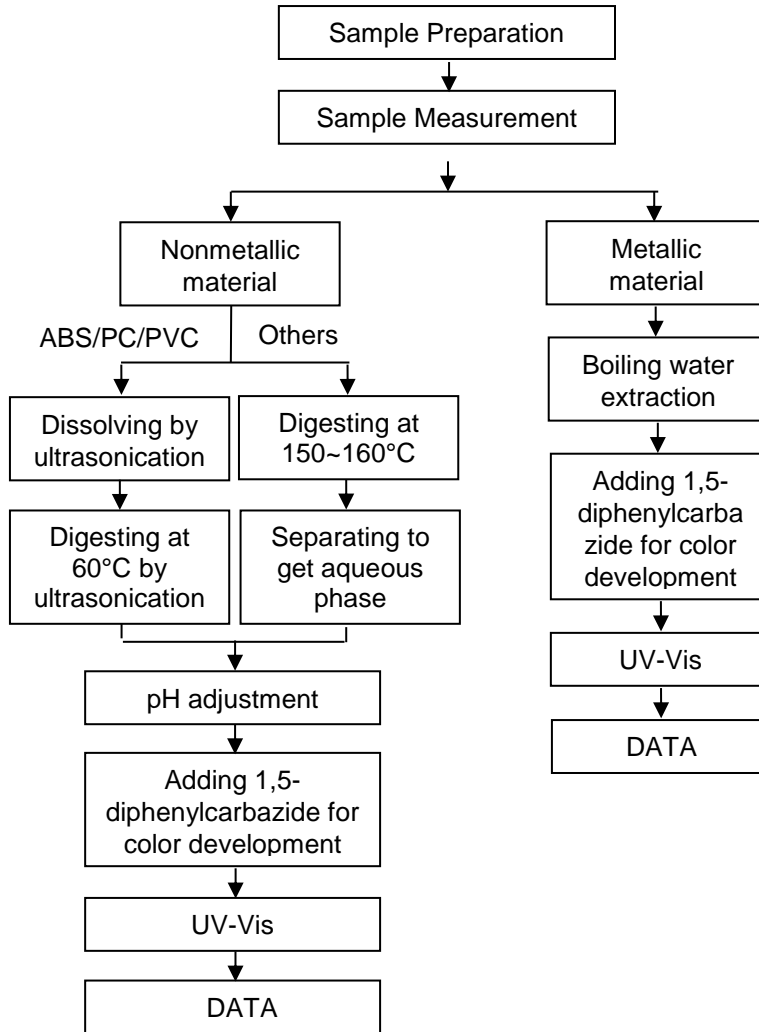 Sample Preparation
Sample Measurement
Nonmetallic
material
ABS/PC/PVC
Others
Dissolving by
ultrasonication
Digesting at
150~160°C
Digesting at
60°C by
ultrasonication
Separating to
get aqueous
phase
pH adjustment
Adding 1,5-
diphenylcarbazide for
color development
UV-Vis
DATA
Metallic
material
Boiling water
extraction
Adding 1,5-
diphenylcarba
zide for color
development
UV-Vis
DATA